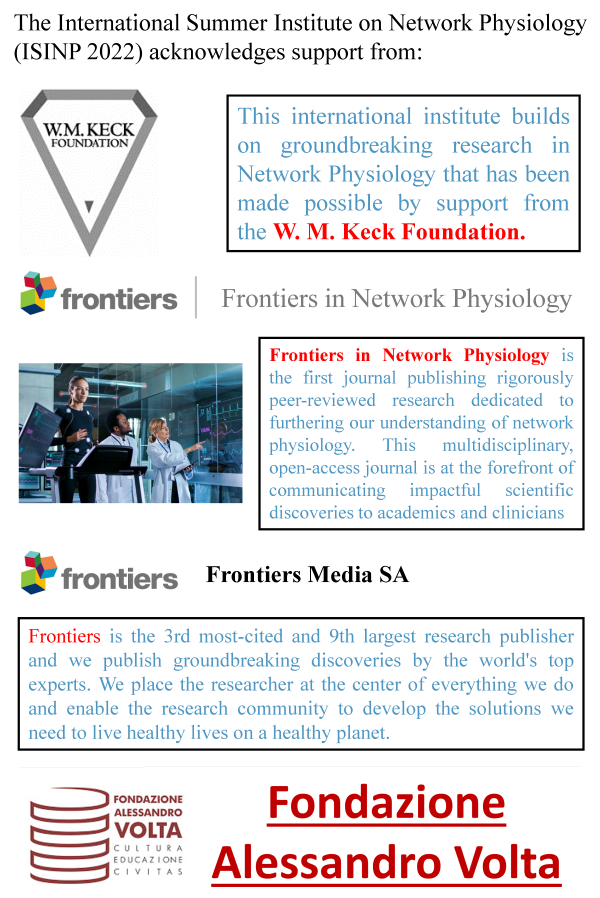 The International Summer Institute on Network Physiology
(ISINP 2022) acknowledges support from:
W.M. KECK
FOUNDATION
This international institute builds
on groundbreaking research in
Network Physiology that has been
made possible by support from
the W. M. Keck Foundation.
frontiers
Frontiers in Network Physiology
Frontiers in Network Physiology is
the first journal publishing rigorously
peer-reviewed research dedicated to
furthering our understanding of network
physiology. This multidisciplinary,
open-access journal is at the forefront of
communicating impactful scientific
discoveries to academics and clinicians
frontiers
Frontiers Media SA
Frontiers is the 3rd most-cited and 9th largest research publisher
and we publish groundbreaking discoveries by the world's top
experts. We place the researcher at the center of everything we do
and enable the research community to develop the solutions we
need to live healthy lives on a healthy planet.
FONDAZIONE
ALESSANDRO
VOLTA
CULTURA
EDUCAZIONE
CIVITAS
Fondazione
Alessandro Volta